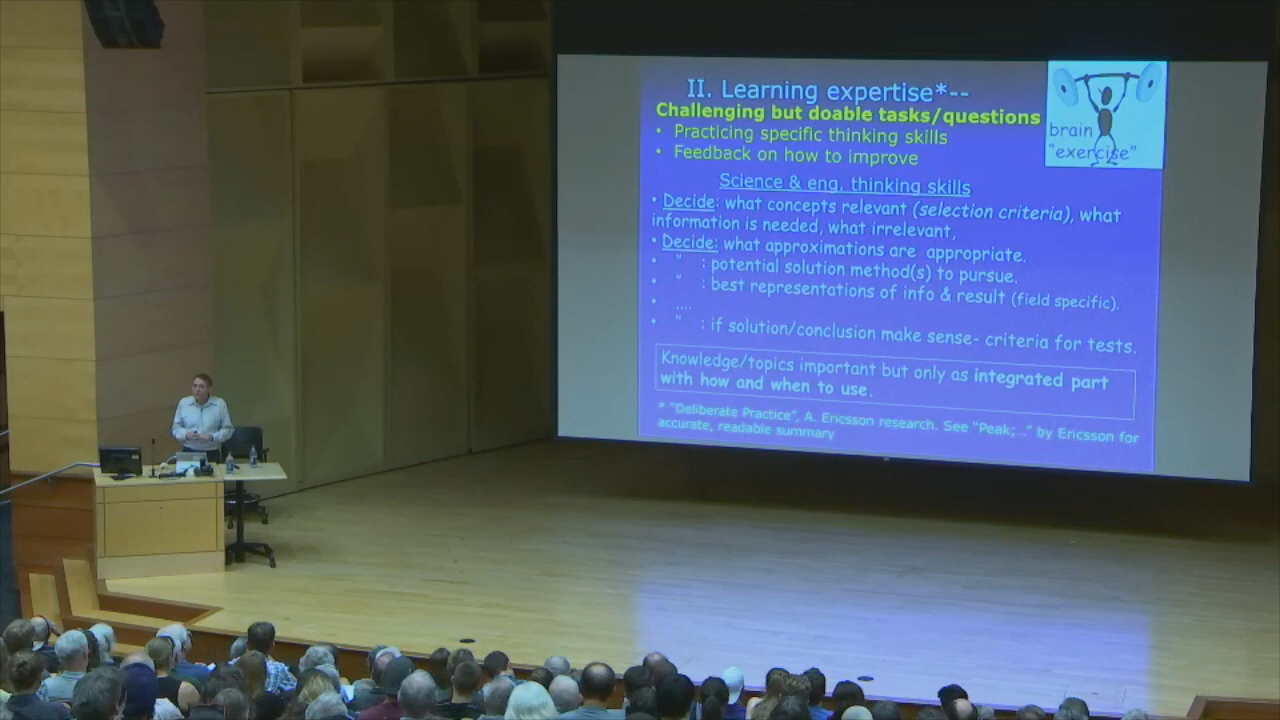 II. Learning expertise*--
Challenging but doable tasks/questions
• Practicing specific thinking skills
• Feedback on how to improve
brain
"exercise"
Science & eng. thinking skills
• Decide: what concepts relevant (selection criteria), what
information is needed, what irrelevant,
• Decide: what approximations are appropriate.
• " : potential solution method(s) to pursue.
• " : best representations of info & result (field specific).
• ....
• " : if solution/conclusion make sense- criteria for tests.
Knowledge/topics important but only as integrated part
with how and when to use.
* "Deliberate Practice", A. Ericsson research. See "Peak;…" by Ericsson for
accurate, readable summary